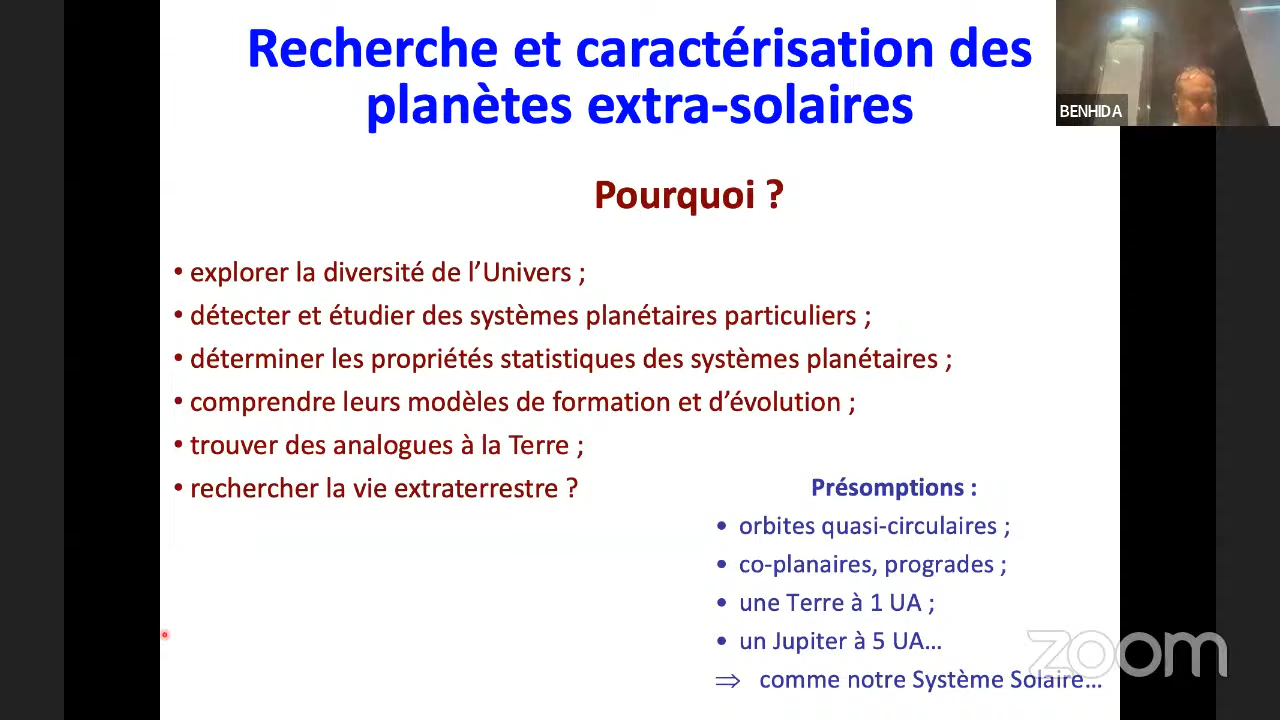 Recherche et caractérisation des
planètes extra-solaires
BENHIDA
Pourquoi ?
• explorer la diversité de l’Univers ;
• détecter et étudier des systèmes planétaires particuliers ;
• déterminer les propriétés statistiques des systèmes planétaires ;
• comprendre leurs modèles de formation et d’évolution ;
• trouver des analogues à la Terre ;
• rechercher la vie extraterrestre ?
Présomptions :
• orbites quasi-circulaires ;
• co-planaires, progrades ;
• une Terre à 1 UA ;
• un Jupiter à 5 UA…
⇒ comme notre Système Solaire…
zoom